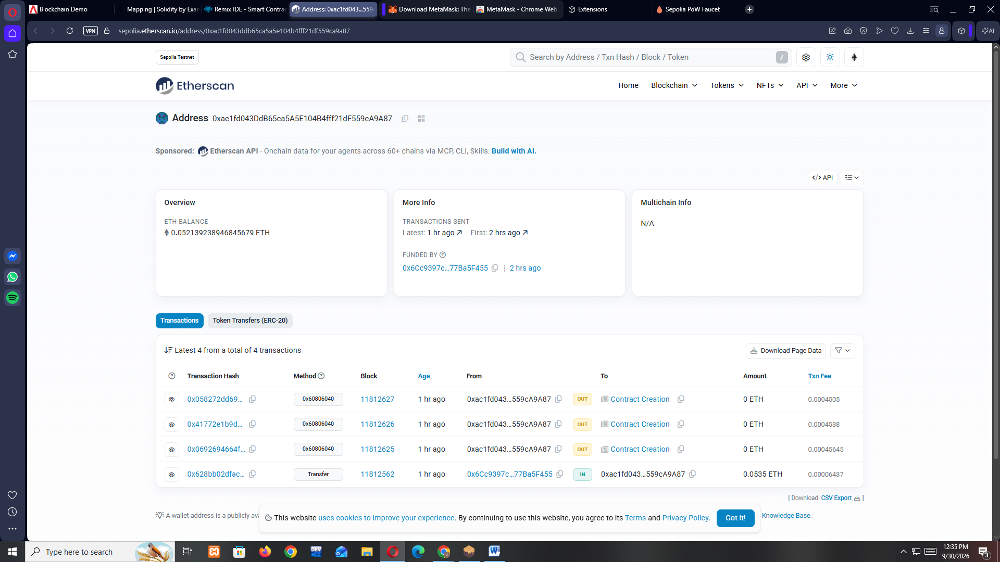 Blockchain Demo
Mapping | Solidity by Exam
Remix IDE - Smart Contrac
Address: 0xac1fd043...559c
Download MetaMask: The
MetaMask - Chrome Web
Extensions
Sepolia PoW Faucet
VPN
sepolia.etherscan.io/address/0xac1fd043ddb65ca5a5e104b4fff21df559ca9a87
AI
Sepolia Testnet
Search by Address / Txn Hash / Block / Token
/
Etherscan
Home
Blockchain
Tokens
NFTs
API
More
Address 0xac1fd043DdB65ca5A5E104B4fff21dF559cA9A87
Sponsored: Etherscan API - Onchain data for your agents across 60+ chains via MCP, CLI, Skills. Build with AI.
</> API
Overview
ETH BALANCE
0.052139238946845679 ETH
More Info
TRANSACTIONS SENT
Latest: 1 hr ago First: 2 hrs ago
FUNDED BY
0x6Cc9397c...77Ba5F455 | 2 hrs ago
Multichain Info
N/A
Transactions
Token Transfers (ERC-20)
Latest 4 from a total of 4 transactions
Download Page Data
Transaction Hash Method Block Age From To Amount Txn Fee
0x058272dd69... 0x60806040 11812627 1 hr ago 0xac1fd043...559cA9A87 OUT Contract Creation 0 ETH 0.0004505
0x41772e1b9d... 0x60806040 11812626 1 hr ago 0xac1fd043...559cA9A87 OUT Contract Creation 0 ETH 0.0004538
0x0692694664f... 0x60806040 11812625 1 hr ago 0xac1fd043...559cA9A87 OUT Contract Creation 0 ETH 0.00045645
0x628bb02dfac... Transfer 11812562 1 hr ago 0x6Cc9397c...77Ba5F455 IN 0xac1fd043...559cA9A87 0.0535 ETH 0.00006437
[ Download: CSV Export ]
A wallet address is a publicly ava
Knowledge Base.
This website uses cookies to improve your experience. By continuing to use this website, you agree to its Terms and Privacy Policy.
Got it!
Type here to search
DEV
12:35 PM
9/30/2026
3